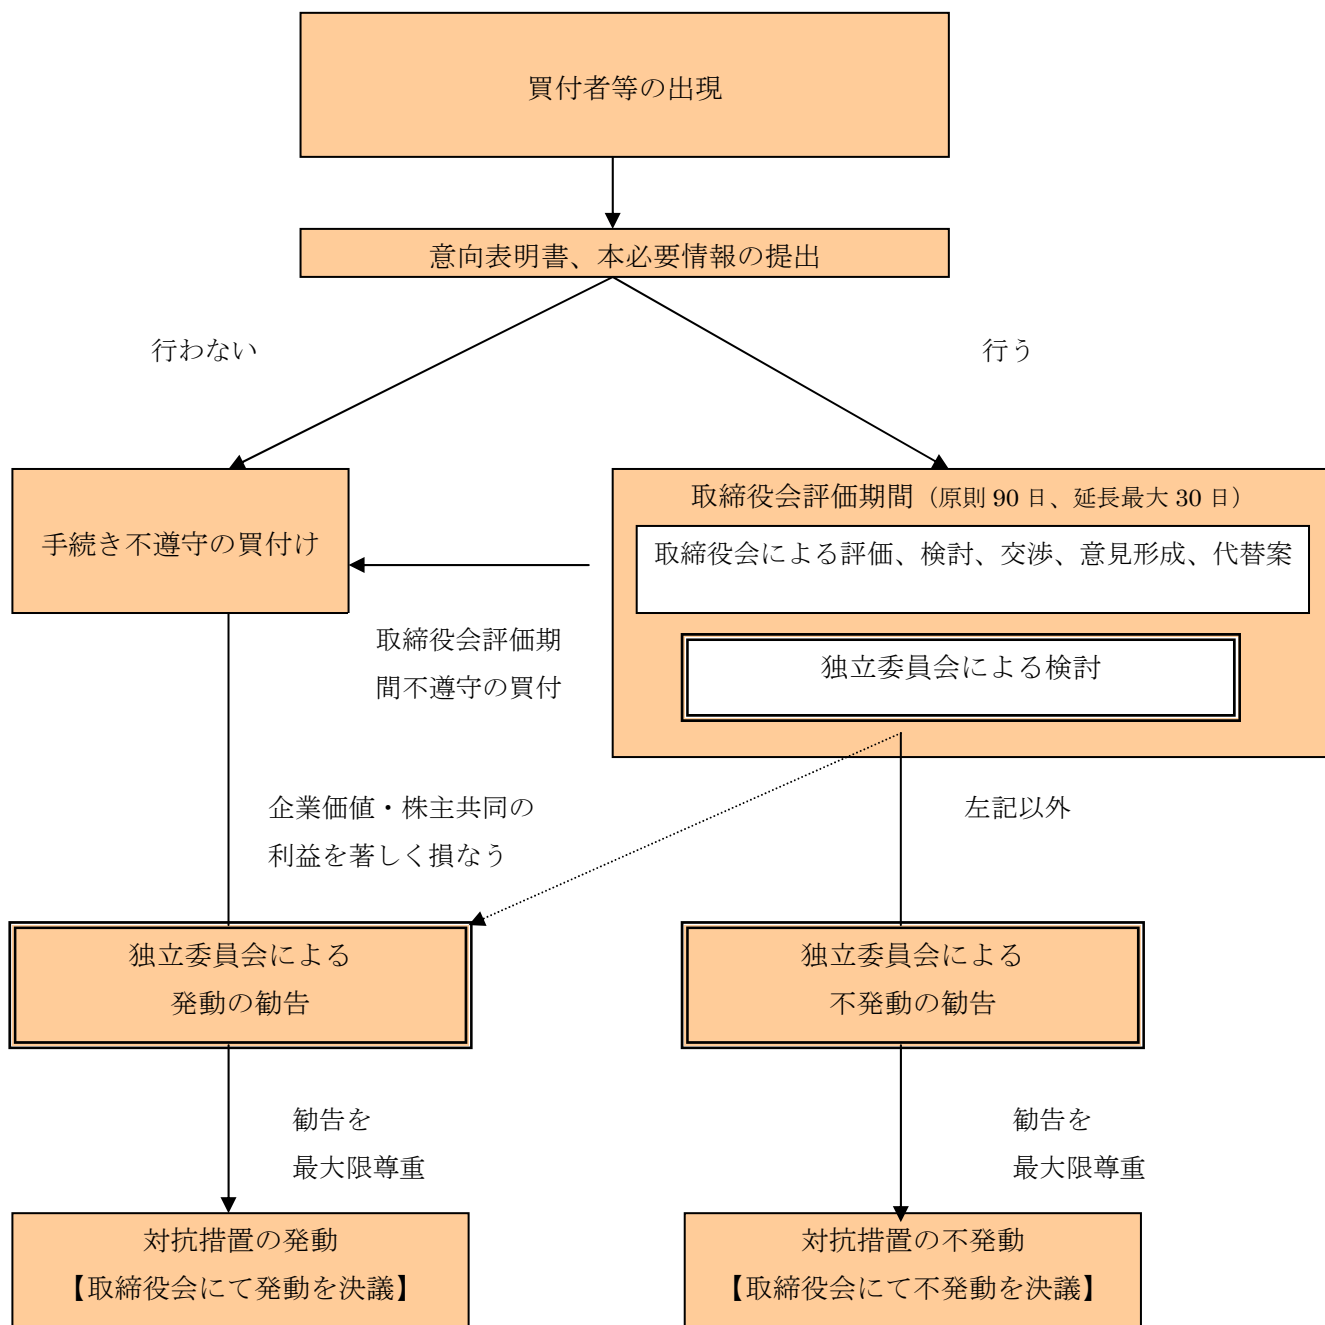 買付者等の出現
意向表明書、本必要情報の提出
行わない
行う
手続き不遵守の買付け
取締役会評価期間（原則 90 日、延長最大 30 日）
取締役会による評価、検討、交渉、意見形成、代替案
独立委員会による検討
取締役会評価期
間不遵守の買付
企業価値・株主共同の
利益を著しく損なう
左記以外
独立委員会による
発動の勧告
独立委員会による
不発動の勧告
勧告を
最大限尊重
勧告を
最大限尊重
対抗措置の発動
【取締役会にて発動を決議】
対抗措置の不発動
【取締役会にて不発動を決議】